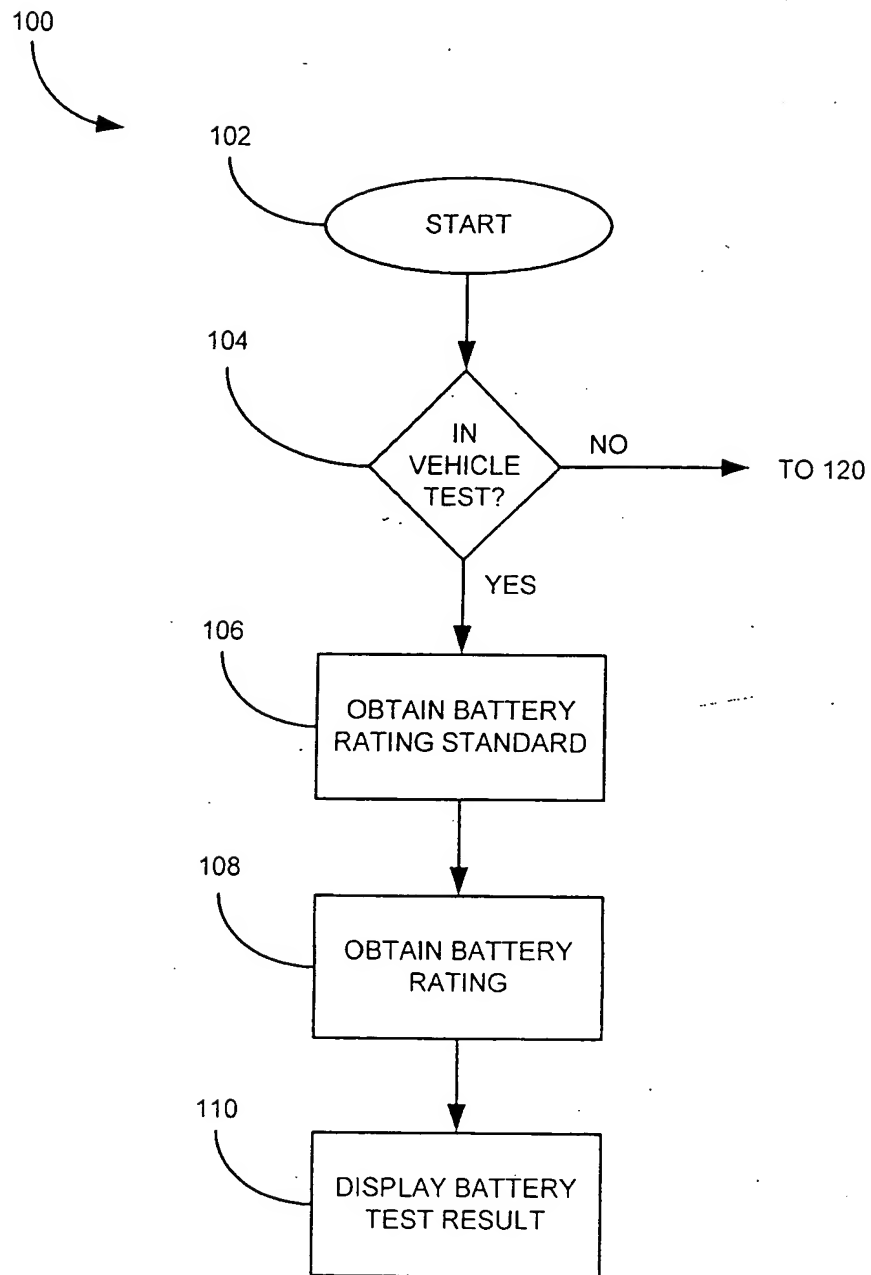 100
102
START
104
IN
VEHICLE
TEST?
NO
TO 120
YES
106
OBTAIN BATTERY
RATING STANDARD
108
OBTAIN BATTERY
RATING
110
DISPLAY BATTERY
TEST RESULT